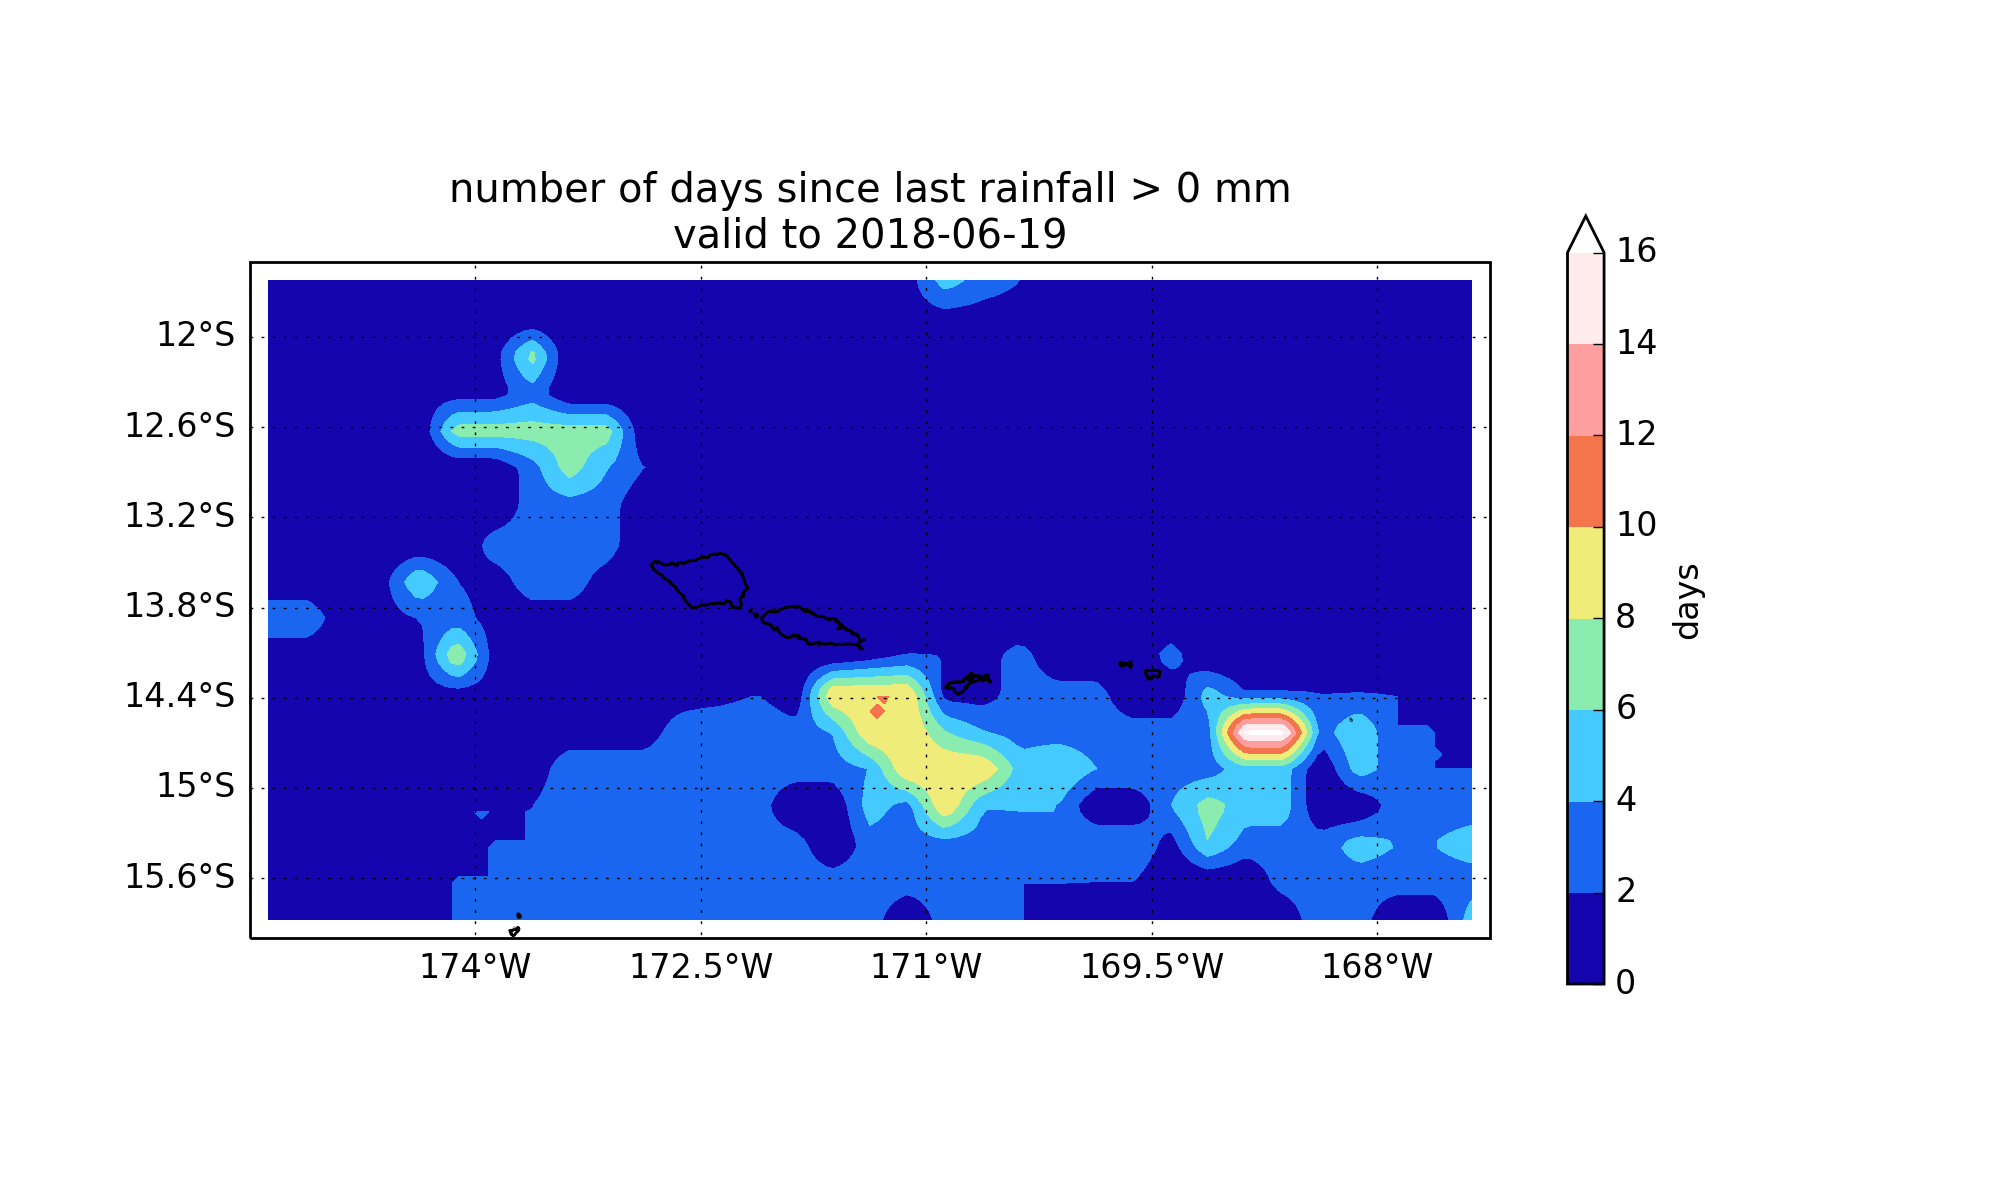 number of days since last rainfall > 0 mm
valid to 2018-06-19
12°S
12.6°S
13.2°S
13.8°S
14.4°S
15°S
15.6°S
174°W 172.5°W 171°W 169.5°W 168°W
16
14
12
10
8
6
4
2
0
days